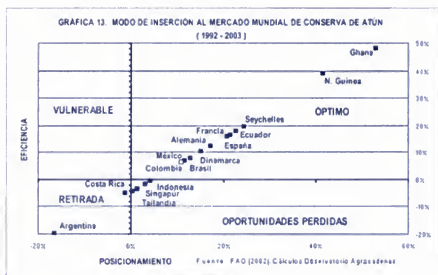 GRAFICA 13. MODO DE INSERCIÓN AL MERCADO MUNDIAL DE CONSERVA DE ATÚN
( 1992 - 2003 )
50%
Ghana
40%
N. Guinea
30%
VULNERABLE
OPTIMO
Seychelles
20%
Francia
Ecuador
Alemania
España
10%
México
Dinamarca
Colombia
Brasil
0%
Costa Rica
Indonesia
Singapur
Tailandia
-10%
RETIRADA
OPORTUNIDADES PERDIDAS
Argentina
-20%
EFICIENCIA
-20%
0%
20%
40%
60%
POSICIONAMIENTO
Fuente: FAO (2002). Cálculos Observatorio Agrocadenas